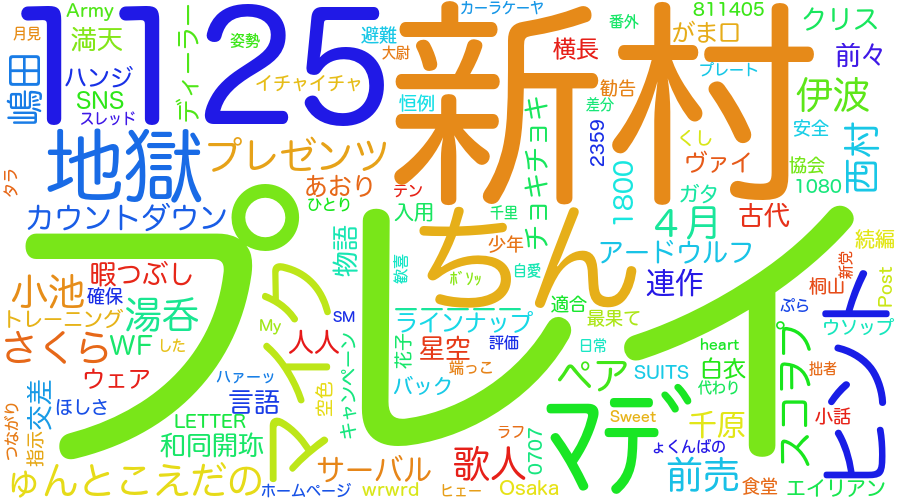 月見
Army
満天
姿勢
ディーラー
嶋田
ハンジ
SNS
スレッド
イチャイチャ
1125
避難
大尉
恒例
カーラケーヤ
新村
横長
番外
勧告
差分
2359
811405
がま口
プレート
くし
ヴァイ
クリス
前々
伊波
安全
協会
1080
西村
タラ
地獄
プレゼンツ
あおり
テン
ひとり
入用
千里
チョキチョキ
1800
ガタ
4月
古代
カウントダウン
プレイ
ちん
少年
ﾎﾟｿｯ
自愛
歓喜
物語
アードウルフ
連作
続編
新党
Post
桐山
小池
暇つぶし
確保
トレーニング
湯呑
さくら
WF
した
マイク
My
SM
人人
_____
ラインナップ
適合
最果て
評価
日常
ぷら
ウソップ
ヒント
ウェア
ハァーッ
キャンペーン
花子
星空
端っこ
バック
ペア
SUITS
heart
白衣
代わり
スコラプ
拙者
小話
つながり
交差
指示
ほしさ
言語
空色
LETTER
和同開珎
ラフ
0707
マデ
Sweet
千原
ょくんばの
ゅんとこえだの
ホームページ
サーバル
wrwrd
歌人
ヒェー
Osaka
前売
食堂
エイリアン